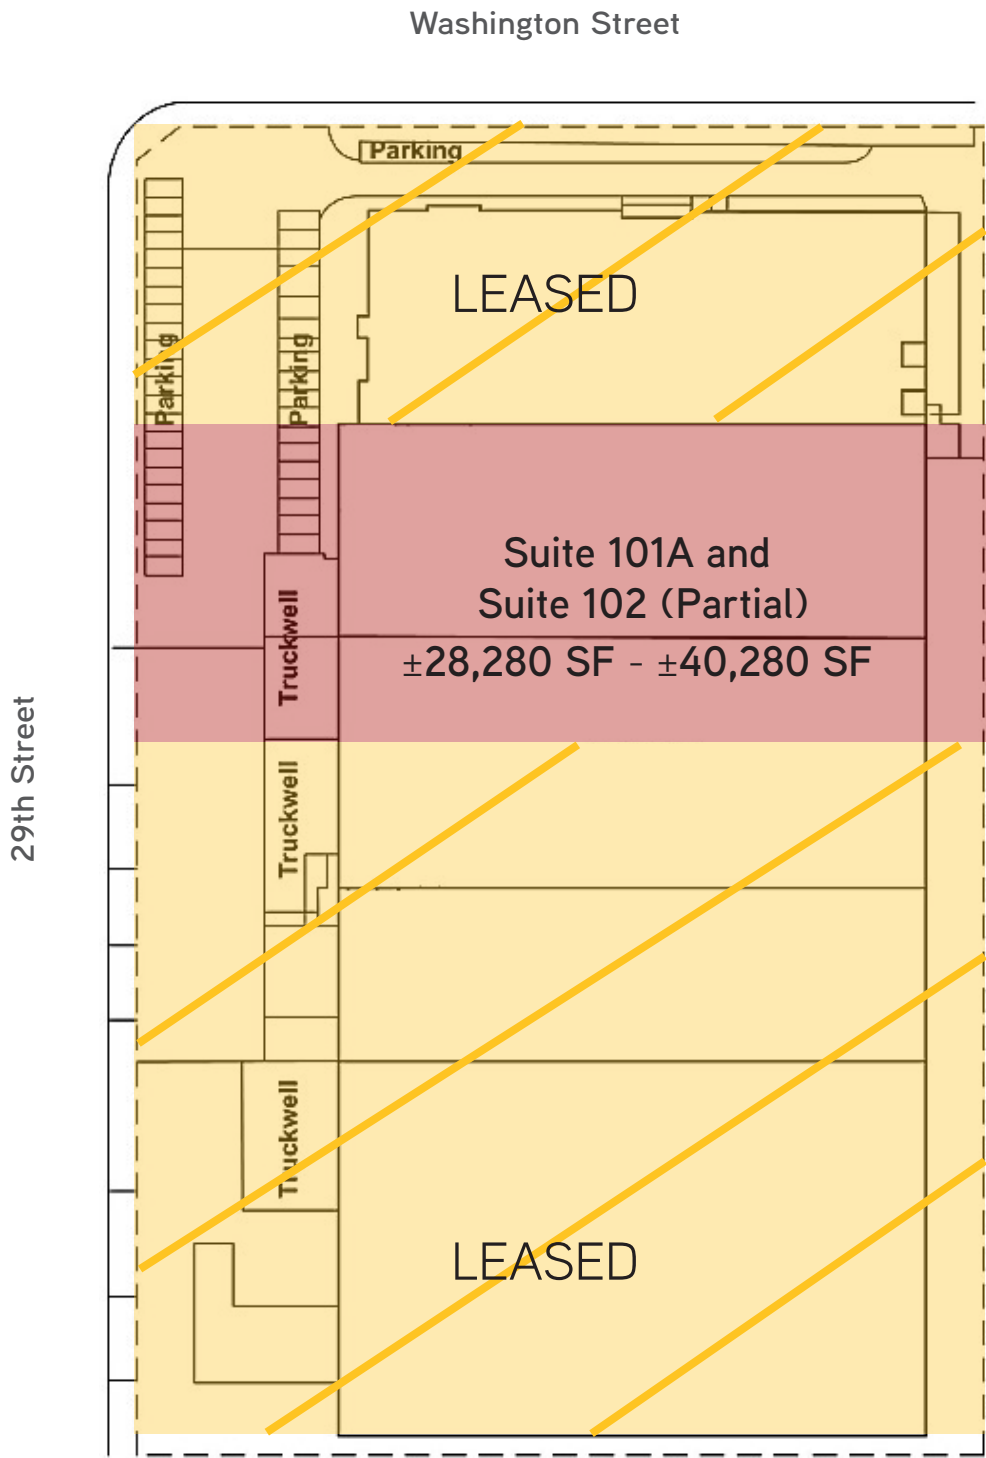 Washington Street
Parking
LEASED
Parking
Parking
Suite 101A and
Suite 102 (Partial)
±28,280 SF - ±40,280 SF
Truckwell
29th Street
Truckwell
Truckwell
LEASED